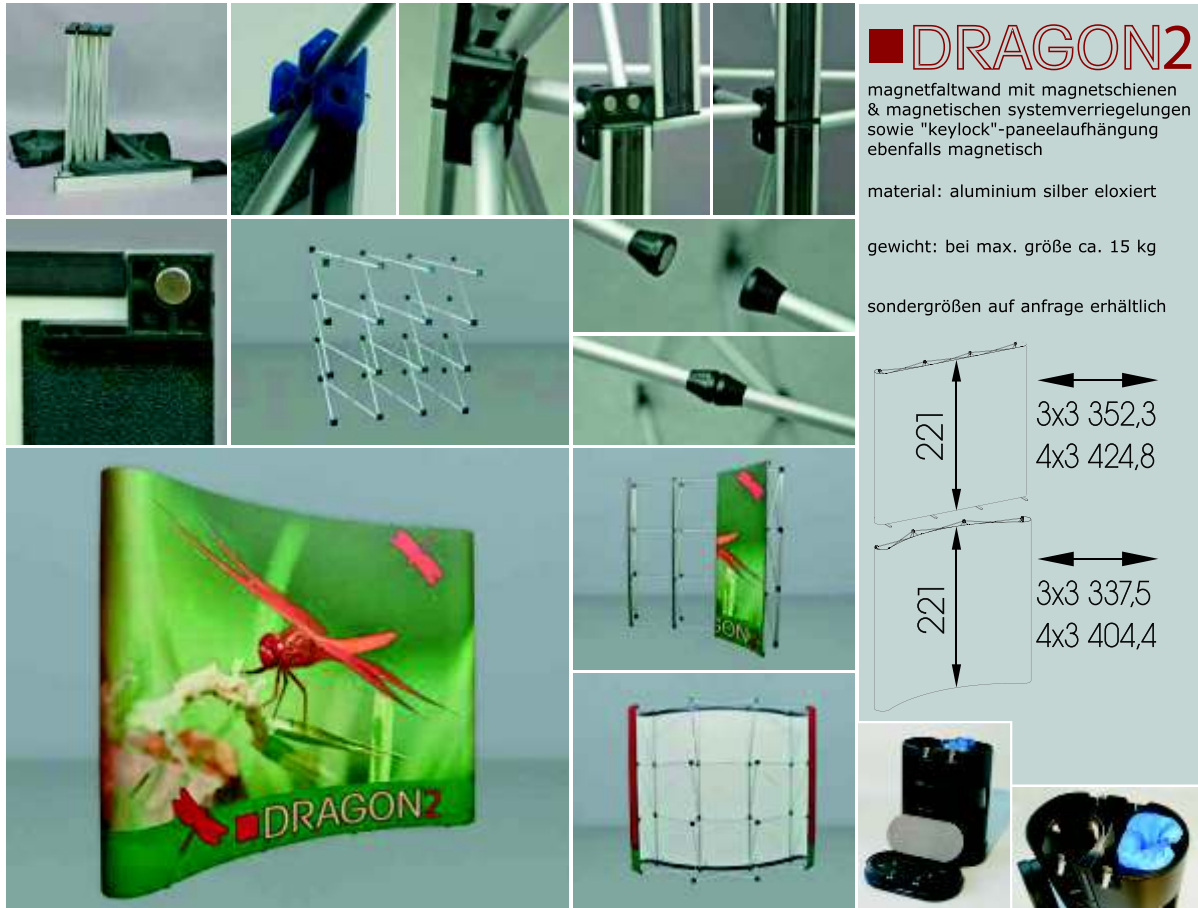 DRAGON2
magnetfaltwand mit magnetschienen
& magnetischen systemverriegelungen
sowie "keylock"-paneelaufhängung
ebenfalls magnetisch
material: aluminium silber eloxiert
gewicht: bei max. größe ca. 15 kg
sondergrößen auf anfrage erhältlich
221
3x3 352,3
4x3 424,8
221
3x3 337,5
4x3 404,4
GON2
DRAGON2